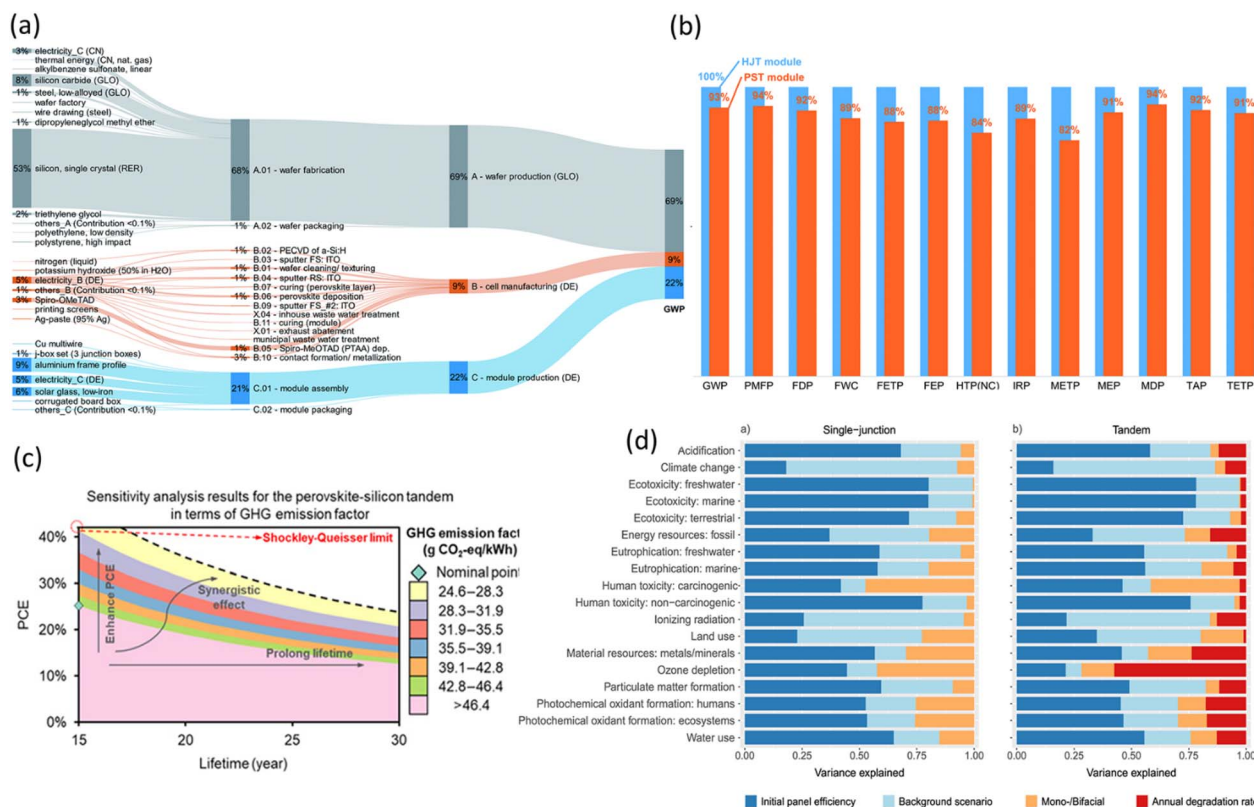 (a)
3% electricity_C (CN)
thermal energy (CN, nat. gas)
alkylbenzene sulfonate, linear
8% silicon carbide (GLO)
1% steel, low-alloyed (GLO)
wafer factory
wire drawing (steel)
1% dipropyleneglycol methyl ether
53% silicon, single crystal (RER)
2% triethylene glycol
others_A (Contribution <0.1%)
polyethylene, low density
polystyrene, high impact
nitrogen (liquid)
potassium hydroxide (50% in H2O)
5% electricity_B (DE)
1% others_B (Contribution <0.1%)
3% Spiro-OMeTAD
printing screens
Ag-paste (95% Ag)
Cu multiwire
1% j-box set (3 junction boxes)
9% aluminium frame profile
5% electricity_C (DE)
6% solar glass, low-iron
corrugated board box
others_C (Contribution <0.1%)
68% A.01 - wafer fabrication
1% A.02 - wafer packaging
1% B.02 - PECVD of a-Si:H
B.03 - sputter FS: ITO
1% B.01 - wafer cleaning/ texturing
1% B.04 - sputter RS: ITO
B.07 - curing (perovskite layer)
1% B.06 - perovskite deposition
B.09 - sputter FS_#2: ITO
X.04 - inhouse waste water treatment
B.11 - curing (module)
X.01 - exhaust abatement
municipal waste water treatment
1% B.05 - Spiro-MeOTAD (PTAA) dep.
3% B.10 - contact formation/ metallization
21% C.01 - module assembly
C.02 - module packaging
69% A - wafer production (GLO)
9% B - cell manufacturing (DE)
22% C - module production (DE)
69%
9%
22%
GWP
(b)
HJT module
100%
PST module
93% 94% 92% 89% 88% 88% 84% 89% 82% 91% 94% 92% 91%
GWP PMFP FDP FWC FETP FEP HTP(NC) IRP METP MEP MDP TAP TETP
(c)
Sensitivity analysis results for the perovskite-silicon tandem
in terms of GHG emission factor
40%
30%
20%
10%
0%
PCE
Shockley-Queisser limit
Enhance PCE
Synergistic
effect
Prolong lifetime
15 20 25 30
Lifetime (year)
GHG emission fact
(g CO₂-eq/kWh)
Nominal poin
24.6–28.3
28.3–31.9
31.9–35.5
35.5–39.1
39.1–42.8
42.8–46.4
>46.4
(d)
a) Single−junction
b) Tandem
Acidification
Climate change
Ecotoxicity: freshwater
Ecotoxicity: marine
Ecotoxicity: terrestrial
Energy resources: fossil
Eutrophication: freshwater
Eutrophication: marine
Human toxicity: carcinogenic
Human toxicity: non−carcinogenic
Ionizing radiation
Land use
Material resources: metals/minerals
Ozone depletion
Particulate matter formation
Photochemical oxidant formation: humans
Photochemical oxidant formation: ecosystems
Water use
0.00 0.25 0.50 0.75 1.00
Variance explained
0.00 0.25 0.50 0.75 1.00
Variance explained
Initial panel efficiency
Background scenario
Mono−/Bifacial
Annual degradation rate